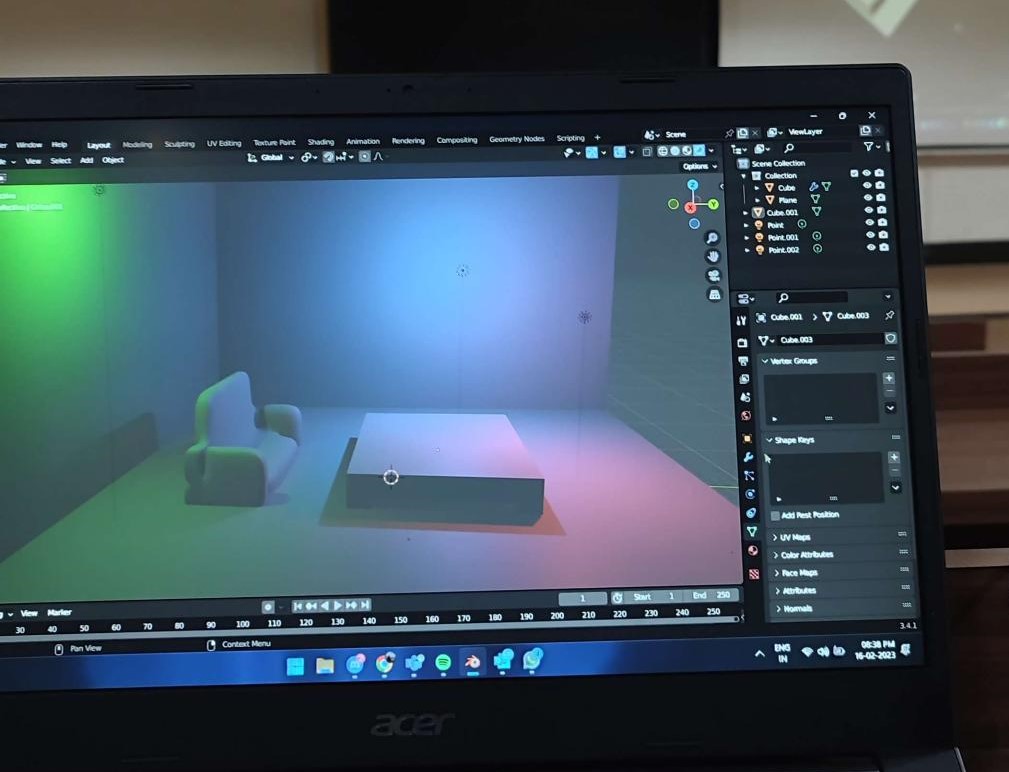 Window Help Layout Modeling Sculpting UV Editing Texture Paint Shading Animation Rendering Compositing Geometry Nodes Scripting + Scene ViewLayer
View Select Add Object Global
Options
Scene Collection
Collection
Cube
Plane
Cube.001
Point
Point.001
Point.002
Z
Y
X
Cube.001 > Cube.003
Cube.003
Vertex Groups
Shape Keys
Add Rest Position
UV Maps
Color Attributes
Face Maps
Attributes
Normals
View Marker
1 Start 1 End 250
30 40 50 60 70 80 90 100 110 120 130 140 150 160 170 180 190 200 210 220 230 240 250
Pan View Context Menu
3.4.1
ENG
IN
08:38 PM
16-02-2023
acer